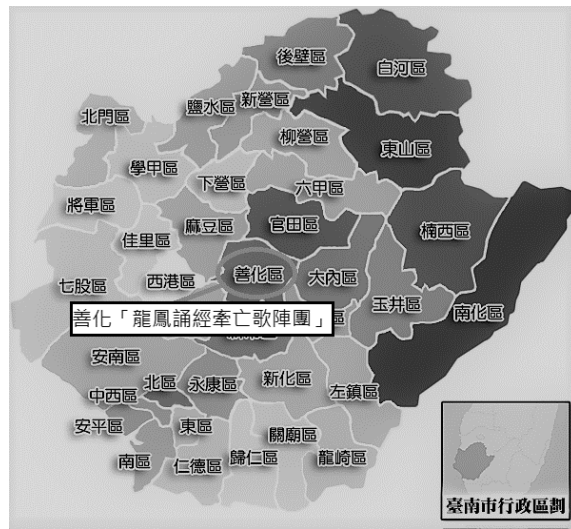 後壁區
白河區
鹽水區
新營區
北門區
柳營區
東山區
學甲區
下營區
六甲區
將軍區
佳里區
麻豆區
官田區
楠西區
七股區
西港區
善化區
大內區
玉井區
南化區
善化「龍鳳誦經牽亡歌陣團」
區
安南區
中西區
北區
永康區
新化區
左鎮區
安平區
東區
關廟區
南區
仁德區
歸仁區
龍崎區
臺南市行政區劃